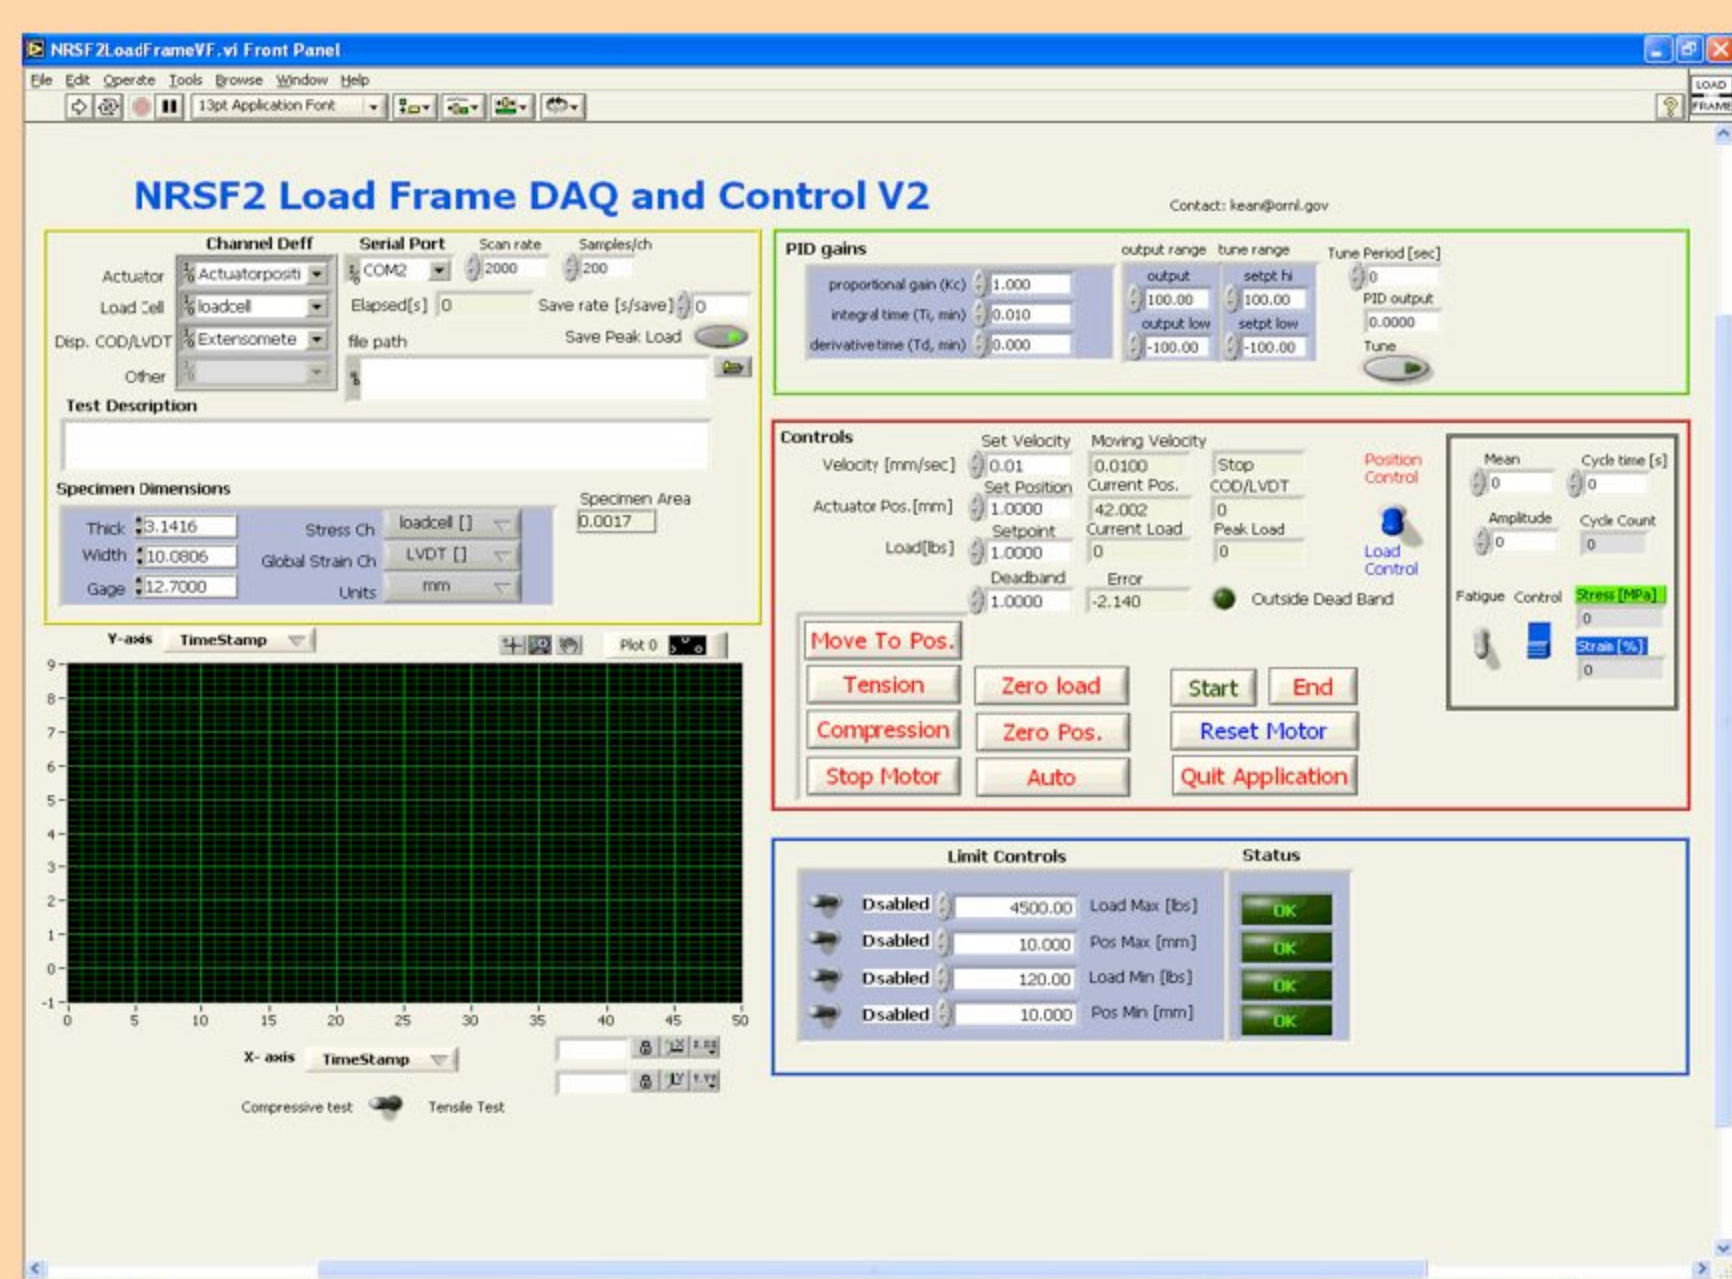 NRSF2LoadFrameVF.vi Front Panel
File Edit Operate Tools Browse Window Help
13pt Application Font
LOAD
FRAME
NRSF2 Load Frame DAQ and Control V2
Contact: kean@ornl.gov
Channel Deff Serial Port Scan rate Samples/ch
Actuator Actuatorpositi COM2 2000 200
Load Cell loadcell Elapsed[s] 0 Save rate [s/save] 0
Disp. COD/LVDT Extensomete file path Save Peak Load
Other
Test Description
Specimen Dimensions
Specimen Area
Thick 3.1416 Stress Ch loadcell [] 0.0017
Width 10.0806 Global Strain Ch LVDT []
Gage 12.7000 Units mm
PID gains output range tune range Tune Period [sec]
proportional gain (Kc) 1.000 output setpt hi 0
100.00 100.00 PID output
integral time (Ti, min) 0.010 output low setpt low 0.0000
derivative time (Td, min) 0.000 -100.00 -100.00 Tune
Controls Set Velocity Moving Velocity
Velocity [mm/sec] 0.01 0.0100 Stop
Set Position Current Pos. COD/LVDT
Actuator Pos.[mm] 1.0000 42.002 0
Setpoint Current Load Peak Load
Load[lbs] 1.0000 0 0
Deadband Error
1.0000 -2.140 Outside Dead Band
Position
Control
Load
Control
Mean Cycle time [s]
0 0
Amplitude Cycle Count
0 0
Fatigue Control Stress [MPa]
0
Strain [%]
0
Move To Pos.
Tension Zero load Start End
Compression Zero Pos. Reset Motor
Stop Motor Auto Quit Application
Y-axis TimeStamp Plot 0
9
8
7
6
5
4
3
2
1
0
-1
0 5 10 15 20 25 30 35 40 45 50
X- axis TimeStamp
Compressive test Tensile Test
Limit Controls Status
Disabled 4500.00 Load Max [lbs] OK
Disabled 10.000 Pos Max [mm] OK
Disabled 120.00 Load Min [lbs] OK
Disabled 10.000 Pos Min [mm] OK